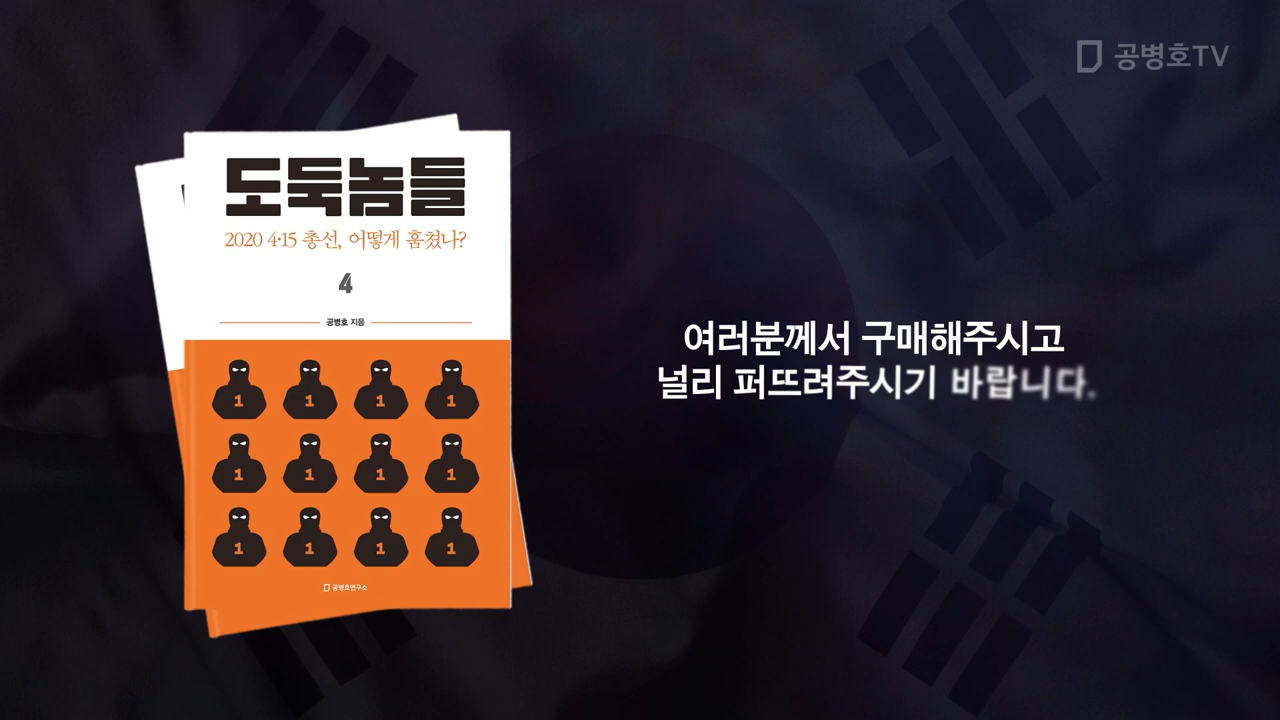 공병호TV
도둑놈들
2020 4·15 총선, 어떻게 훔쳤나?
4
공병호 지음
1 1 1 1
1 1 1 1
1 1 1 1
공병호연구소
여러분께서 구매해주시고
널리 퍼뜨려주시기 바랍니다.